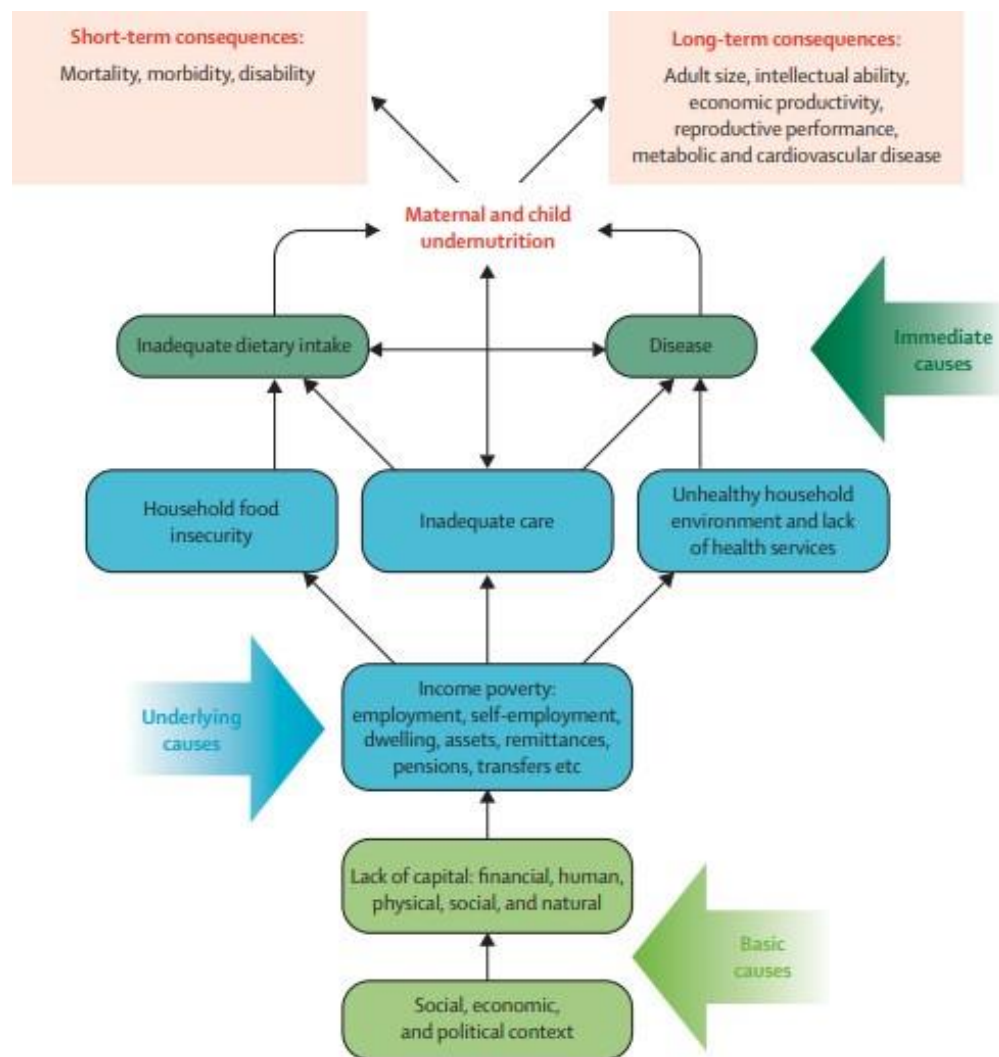 Short-term consequences:
Mortality, morbidity, disability
Long-term consequences:
Adult size, intellectual ability,
economic productivity,
reproductive performance,
metabolic and cardiovascular disease
Maternal and child
undernutrition
Inadequate dietary intake
Disease
Immediate
causes
Household food
insecurity
Inadequate care
Unhealthy household
environment and lack
of health services
Underlying
causes
Income poverty:
employment, self-employment,
dwelling, assets, remittances,
pensions, transfers etc
Lack of capital: financial, human,
physical, social, and natural
Basic
causes
Social, economic,
and political context